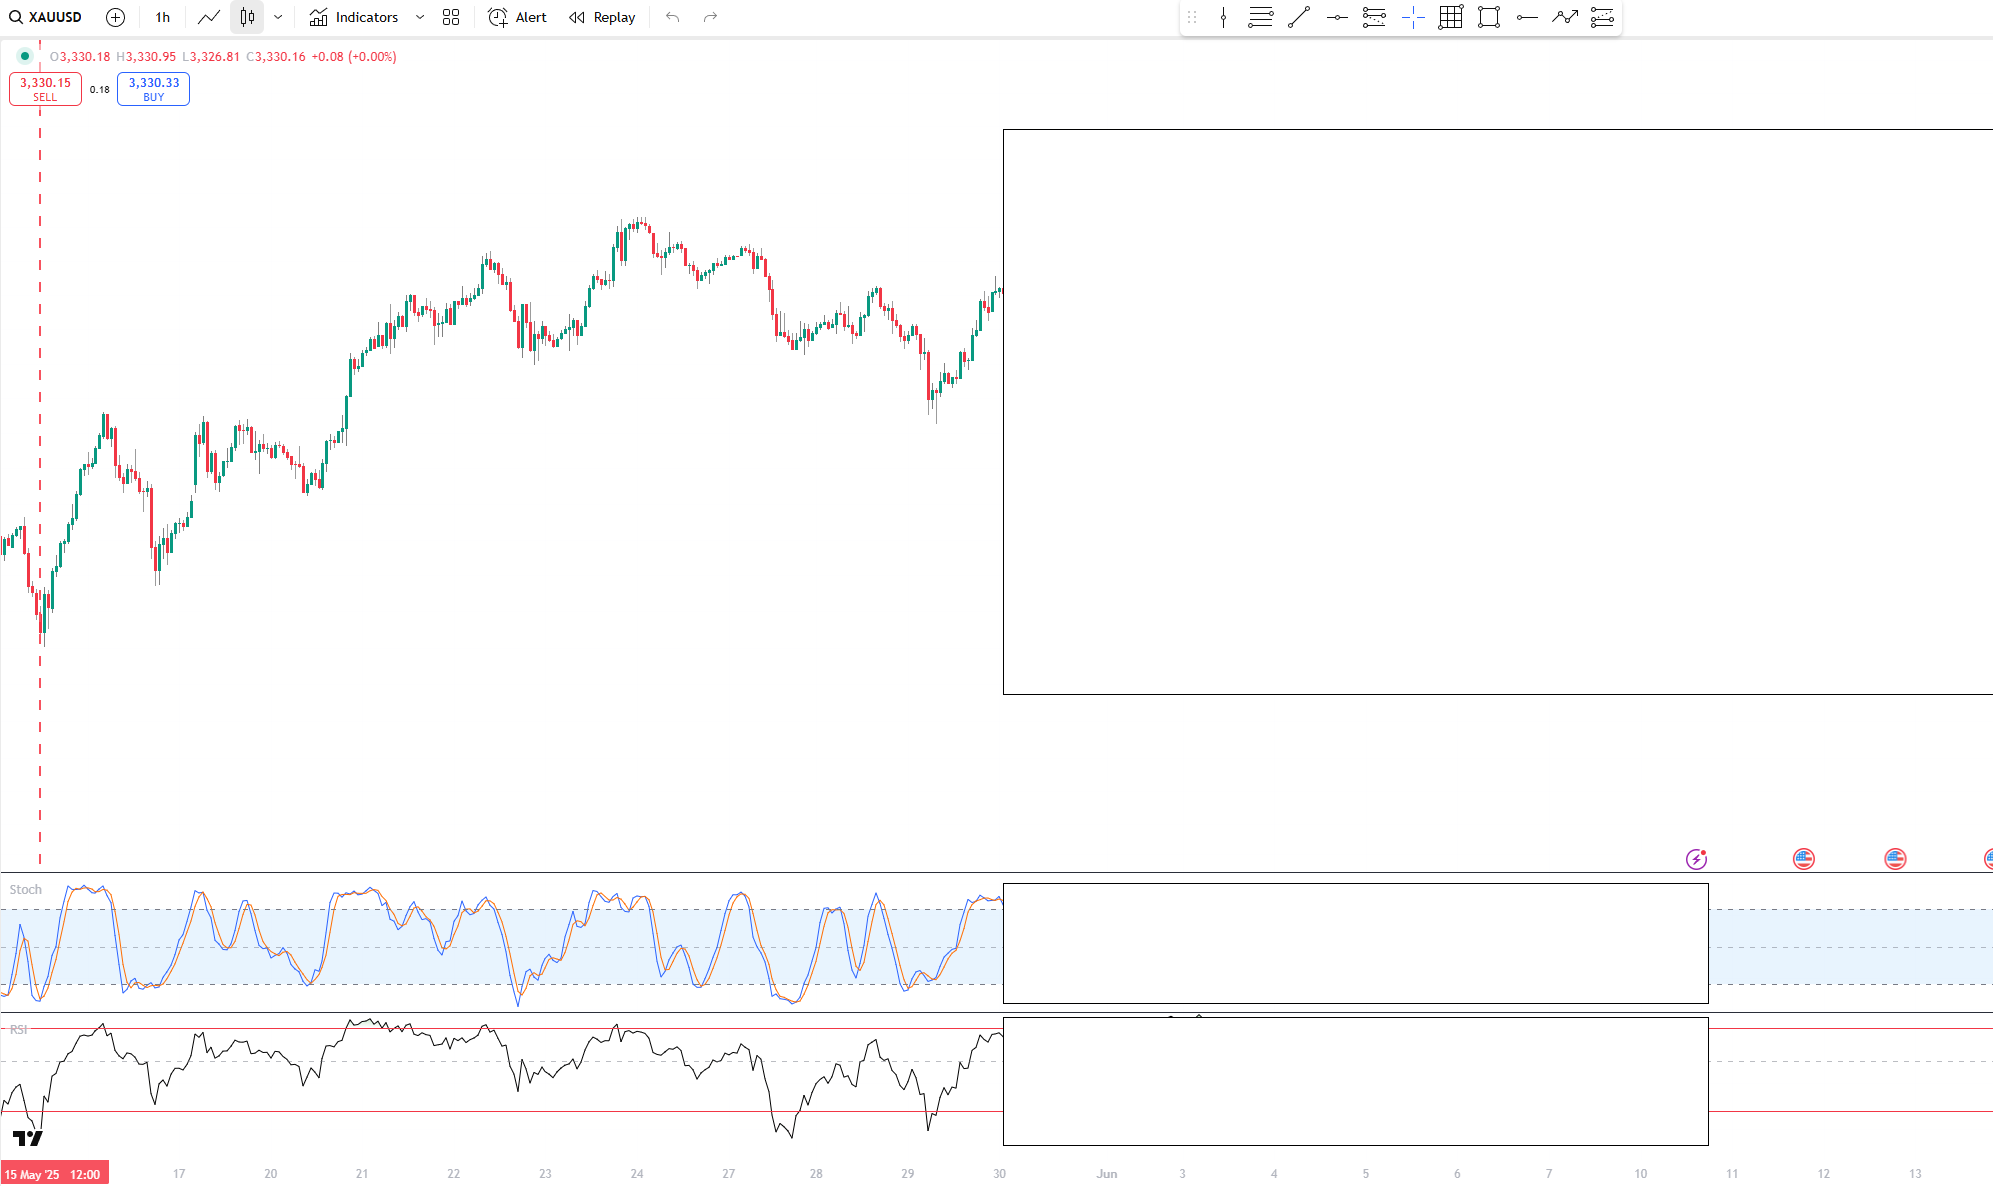 XAUUSD 1h Indicators Alert Replay
O3,330.18 H3,330.95 L3,326.81 C3,330.16 +0.08 (+0.00%)
3,330.15 0.18 3,330.33
SELL BUY
Stoch
RSI
15 May '25 12:00 17 20 21 22 23 24 27 28 29 30 Jun 3 4 5 6 7 10 11 12 13